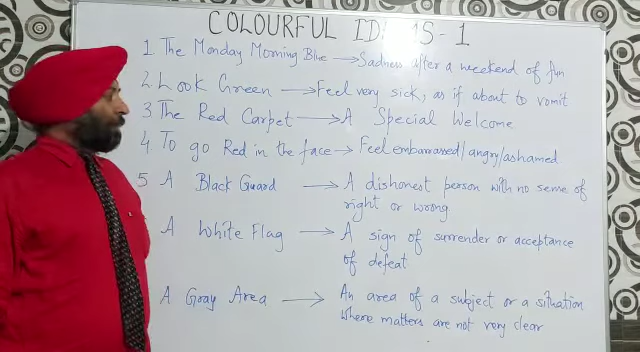 COLOURFUL ID MS - 1
1. The Monday Morning Blue → Sadness after a weekend of fun
2. Look Green → Feel very sick, as if about to vomit
3 The Red Carpet → A Special Welcome
4. To go Red in the face → Feel embarrassed/angry/ashamed
5 A Black Guard → A dishonest person with no sense of
right or wrong
A White Flag → A sign of surrender or acceptance
of defeat
A Gray Area → An area of a subject or a situation
where matters are not very clear